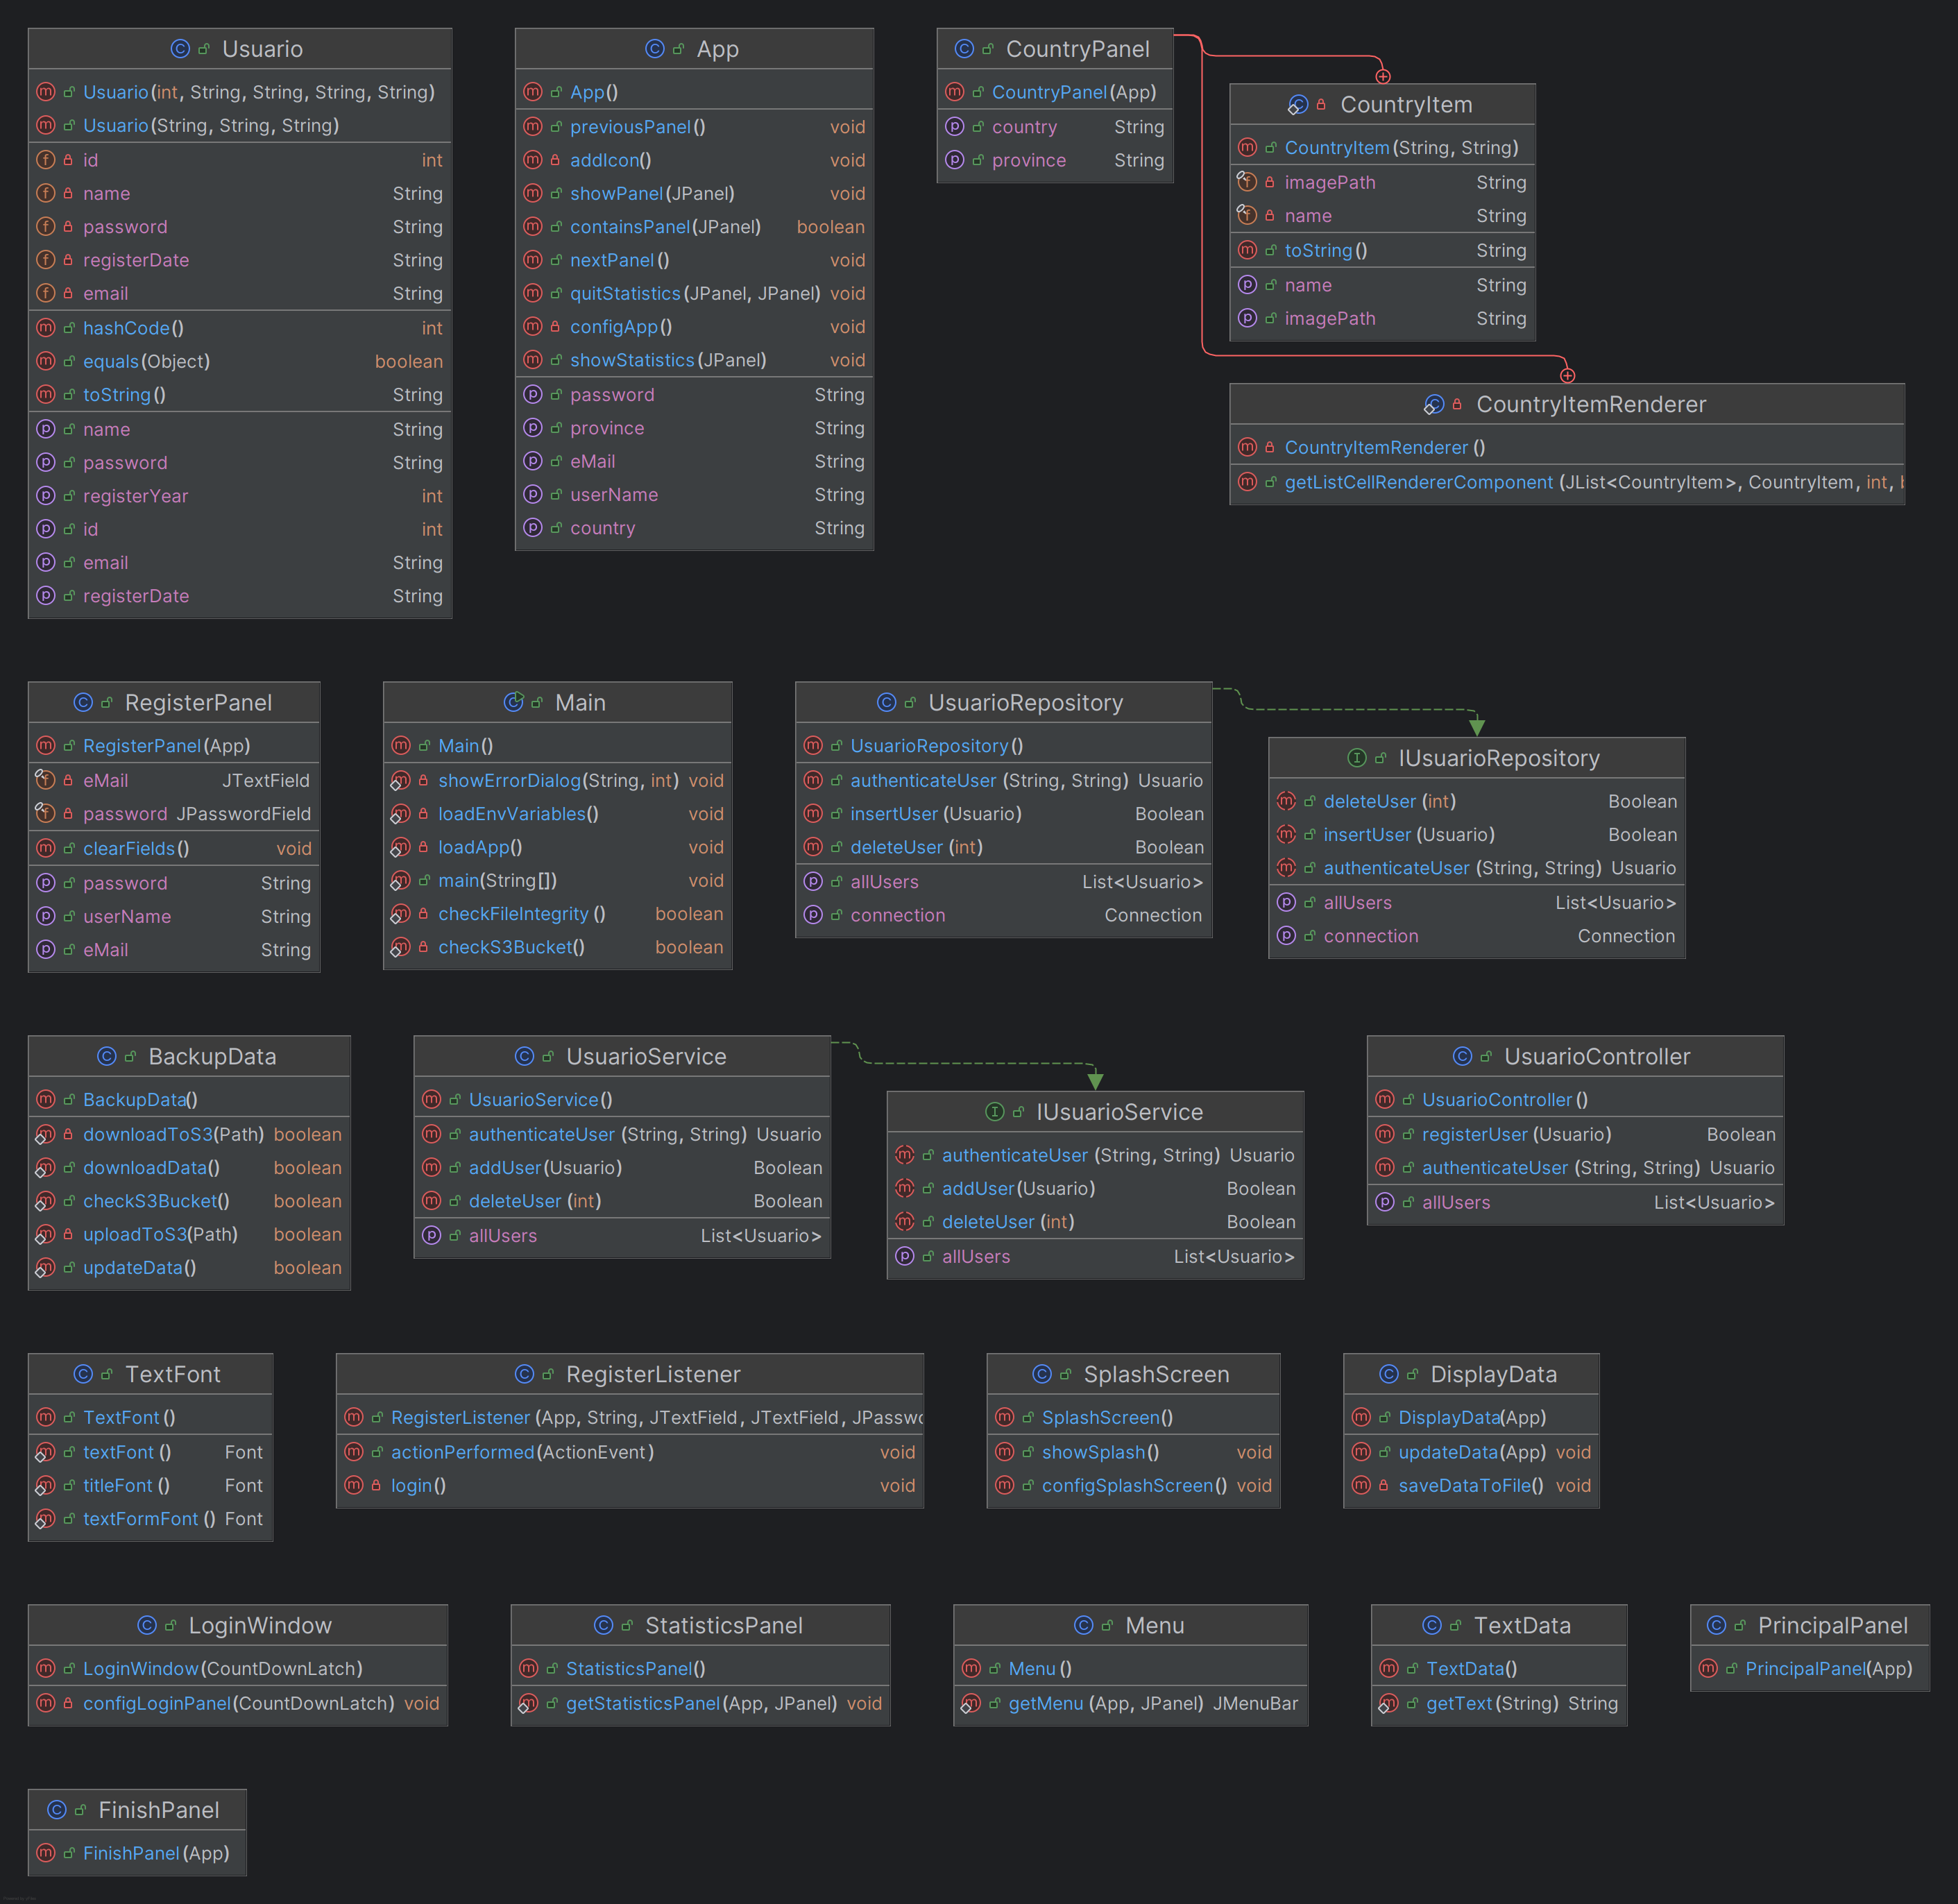 Usuario
Usuario(int, String, String, String, String)
Usuario(String, String, String)
id int
name String
password String
registerDate String
email String
hashCode() int
equals(Object) boolean
toString() String
name String
password String
registerYear int
id int
email String
registerDate String
App
App()
previousPanel() void
addIcon() void
showPanel(JPanel) void
containsPanel(JPanel) boolean
nextPanel() void
quitStatistics(JPanel, JPanel) void
configApp() void
showStatistics(JPanel) void
password String
province String
eMail String
userName String
country String
CountryPanel
CountryPanel(App)
country String
province String
CountryItem
CountryItem(String, String)
imagePath String
name String
toString() String
name String
imagePath String
CountryItemRenderer
CountryItemRenderer()
getListCellRendererComponent(JList<CountryItem>, CountryItem, int,
RegisterPanel
RegisterPanel(App)
eMail JTextField
password JPasswordField
clearFields() void
password String
userName String
eMail String
Main
Main()
showErrorDialog(String, int) void
loadEnvVariables() void
loadApp() void
main(String[]) void
checkFileIntegrity() boolean
checkS3Bucket() boolean
UsuarioRepository
UsuarioRepository()
authenticateUser(String, String) Usuario
insertUser(Usuario) Boolean
deleteUser(int) Boolean
allUsers List<Usuario>
connection Connection
IUsuarioRepository
deleteUser(int) Boolean
insertUser(Usuario) Boolean
authenticateUser(String, String) Usuario
allUsers List<Usuario>
connection Connection
BackupData
BackupData()
downloadToS3(Path) boolean
downloadData() boolean
checkS3Bucket() boolean
uploadToS3(Path) boolean
updateData() boolean
UsuarioService
UsuarioService()
authenticateUser(String, String) Usuario
addUser(Usuario) Boolean
deleteUser(int) Boolean
allUsers List<Usuario>
IUsuarioService
authenticateUser(String, String) Usuario
addUser(Usuario) Boolean
deleteUser(int) Boolean
allUsers List<Usuario>
UsuarioController
UsuarioController()
registerUser(Usuario) Boolean
authenticateUser(String, String) Usuario
allUsers List<Usuario>
TextFont
TextFont()
textFont() Font
titleFont() Font
textFormFont() Font
RegisterListener
RegisterListener(App, String, JTextField, JTextField, JPassw
actionPerformed(ActionEvent) void
login() void
SplashScreen
SplashScreen()
showSplash() void
configSplashScreen() void
DisplayData
DisplayData(App)
updateData(App) void
saveDataToFile() void
LoginWindow
LoginWindow(CountDownLatch)
configLoginPanel(CountDownLatch) void
StatisticsPanel
StatisticsPanel()
getStatisticsPanel(App, JPanel) void
Menu
Menu()
getMenu(App, JPanel) JMenuBar
TextData
TextData()
getText(String) String
PrincipalPanel
PrincipalPanel(App)
FinishPanel
FinishPanel(App)